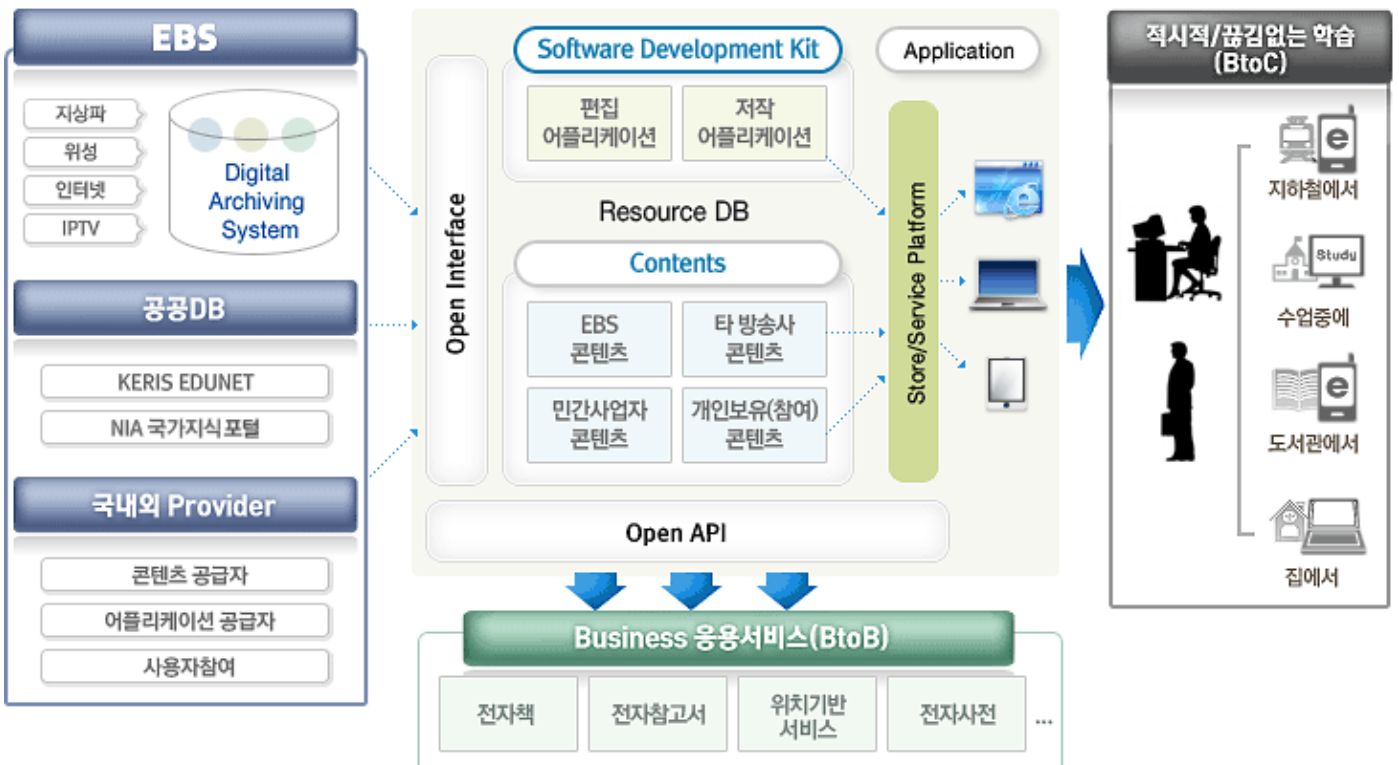 EBS
지상파
위성
인터넷
IPTV
Digital
Archiving
System
공공DB
KERIS EDUNET
NIA 국가지식포털
국내외 Provider
콘텐츠 공급자
어플리케이션 공급자
사용자참여
Open Interface
Software Development Kit
편집
어플리케이션
저작
어플리케이션
Resource DB
Contents
EBS
콘텐츠
타 방송사
콘텐츠
민간사업자
콘텐츠
개인보유(참여)
콘텐츠
Application
Store/Service Platform
Open API
Business 응용서비스(BtoB)
전자책
전자참고서
위치기반
서비스
전자사전
...
적시적/끊김없는 학습
(BtoC)
e
지하철에서
Study
수업중에
e
도서관에서
집에서